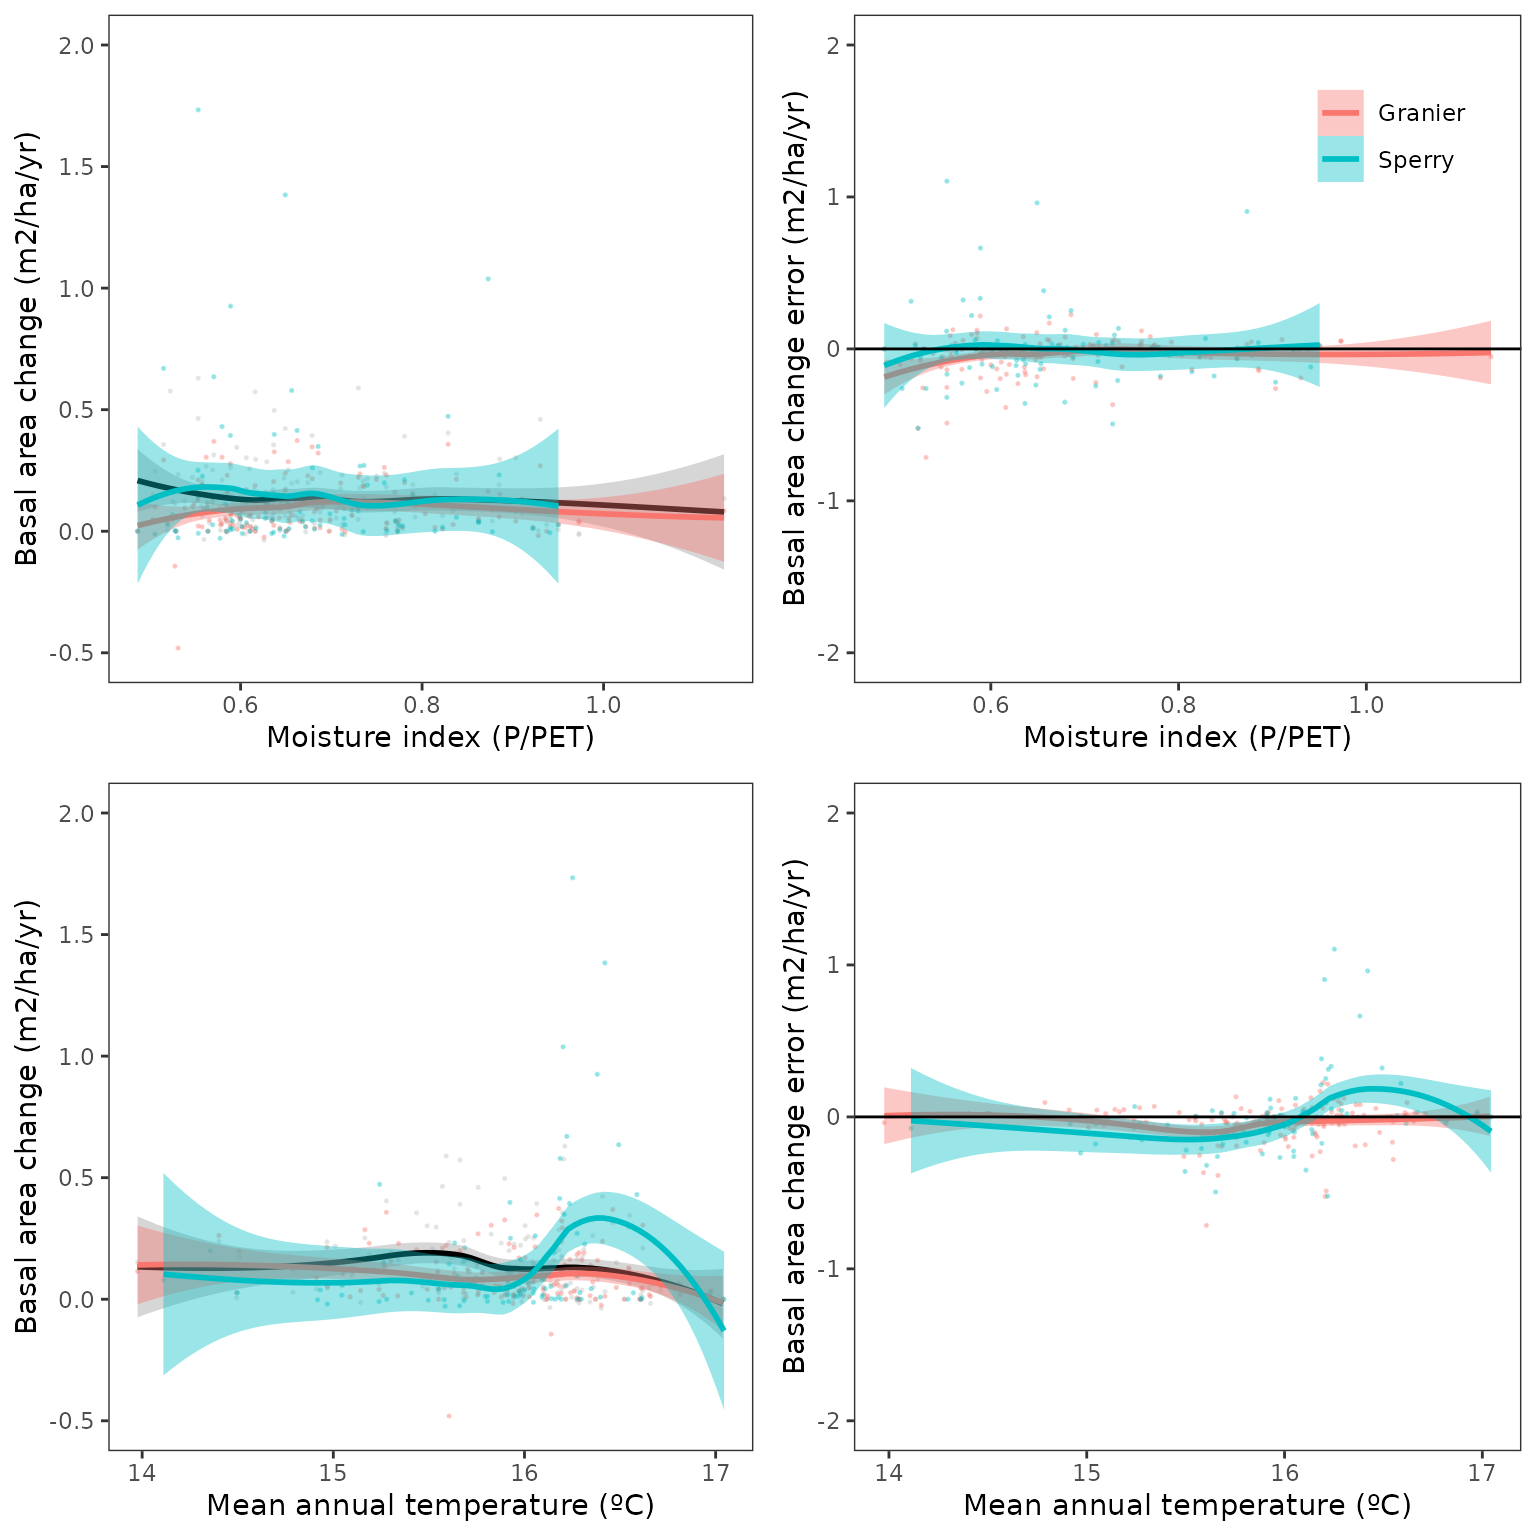 2.0
1.5
1.0
0.5
0.0
-0.5
Basal area change (m2/ha/yr)
0.6 0.8 1.0
Moisture index (P/PET)
2
1
0
-1
-2
Basal area change error (m2/ha/yr)
Granier
Sperry
0.6 0.8 1.0
Moisture index (P/PET)
2.0
1.5
1.0
0.5
0.0
-0.5
Basal area change (m2/ha/yr)
14 15 16 17
Mean annual temperature (ºC)
2
1
0
-1
-2
Basal area change error (m2/ha/yr)
14 15 16 17
Mean annual temperature (ºC)